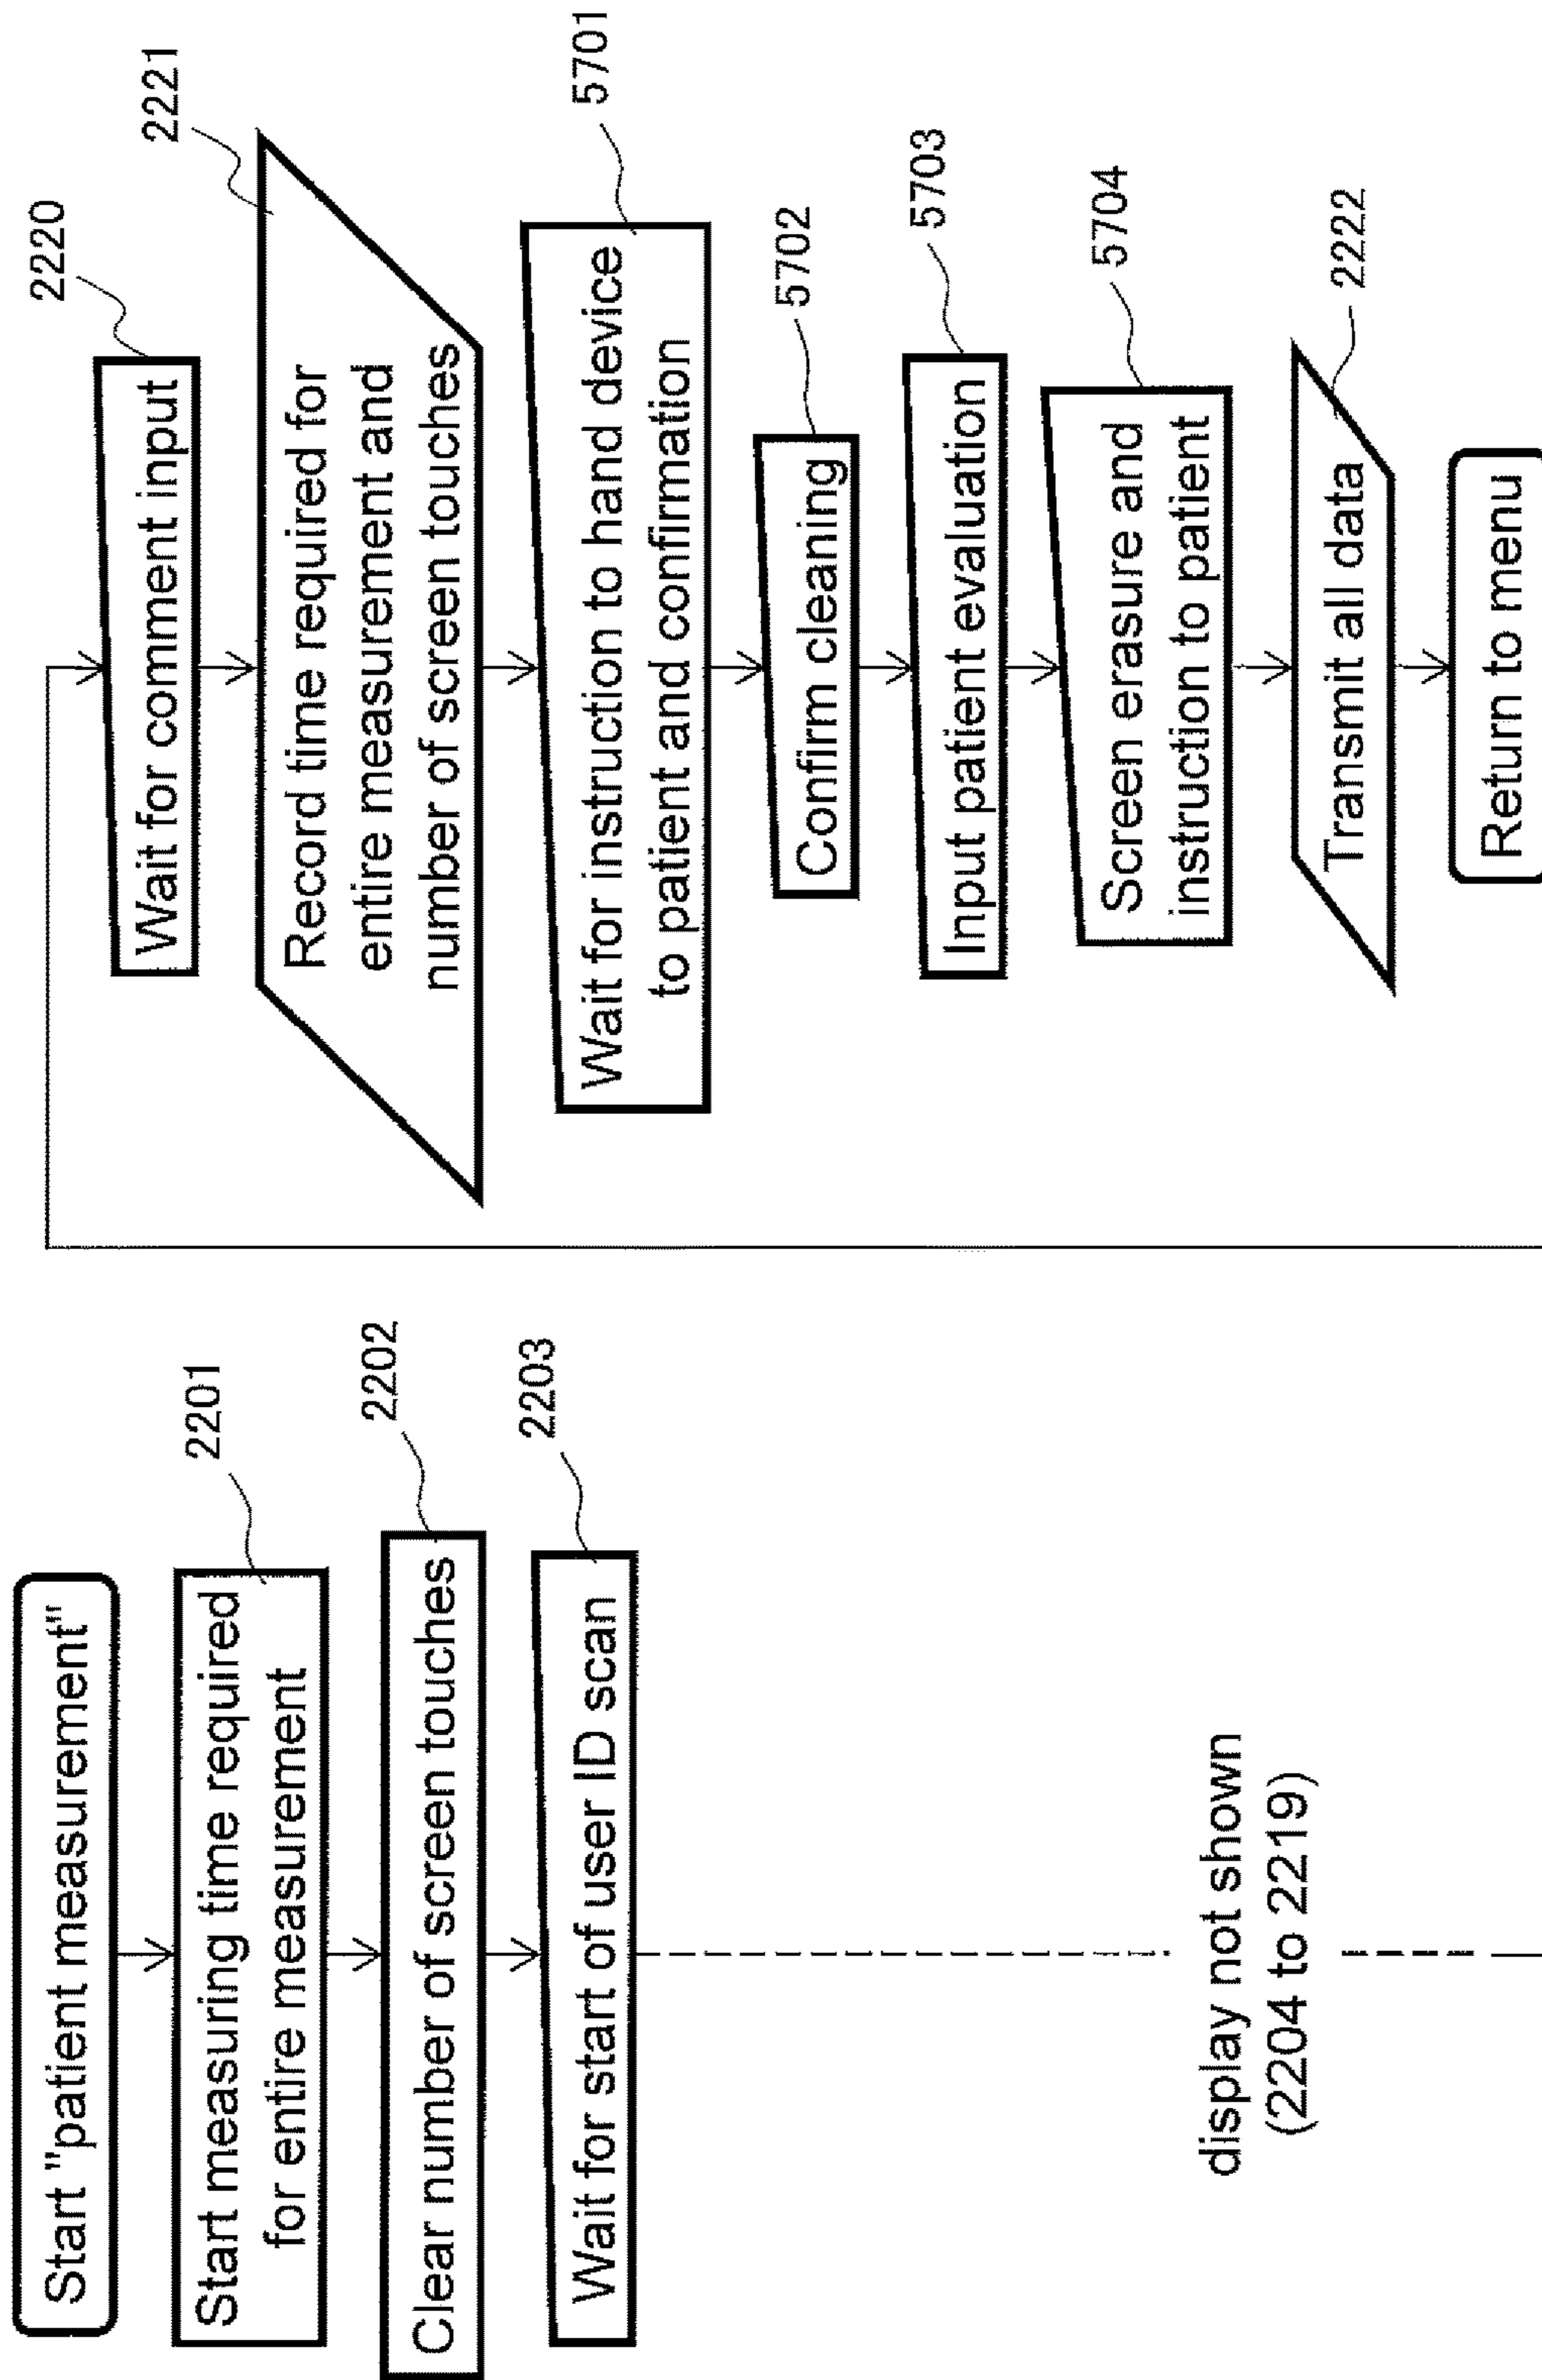 Start "patient measurement"
2201
Start measuring time required
for entire measurement
2202
Clear number of screen touches
2203
Wait for start of user ID scan
display not shown
(2204 to 2219)
2220
Wait for comment input
2221
Record time required for
entire measurement and
number of screen touches
5701
Wait for instruction to hand device
to patient and confirmation
5702
Confirm cleaning
5703
Input patient evaluation
5704
Screen erasure and
instruction to patient
2222
Transmit all data
Return to menu